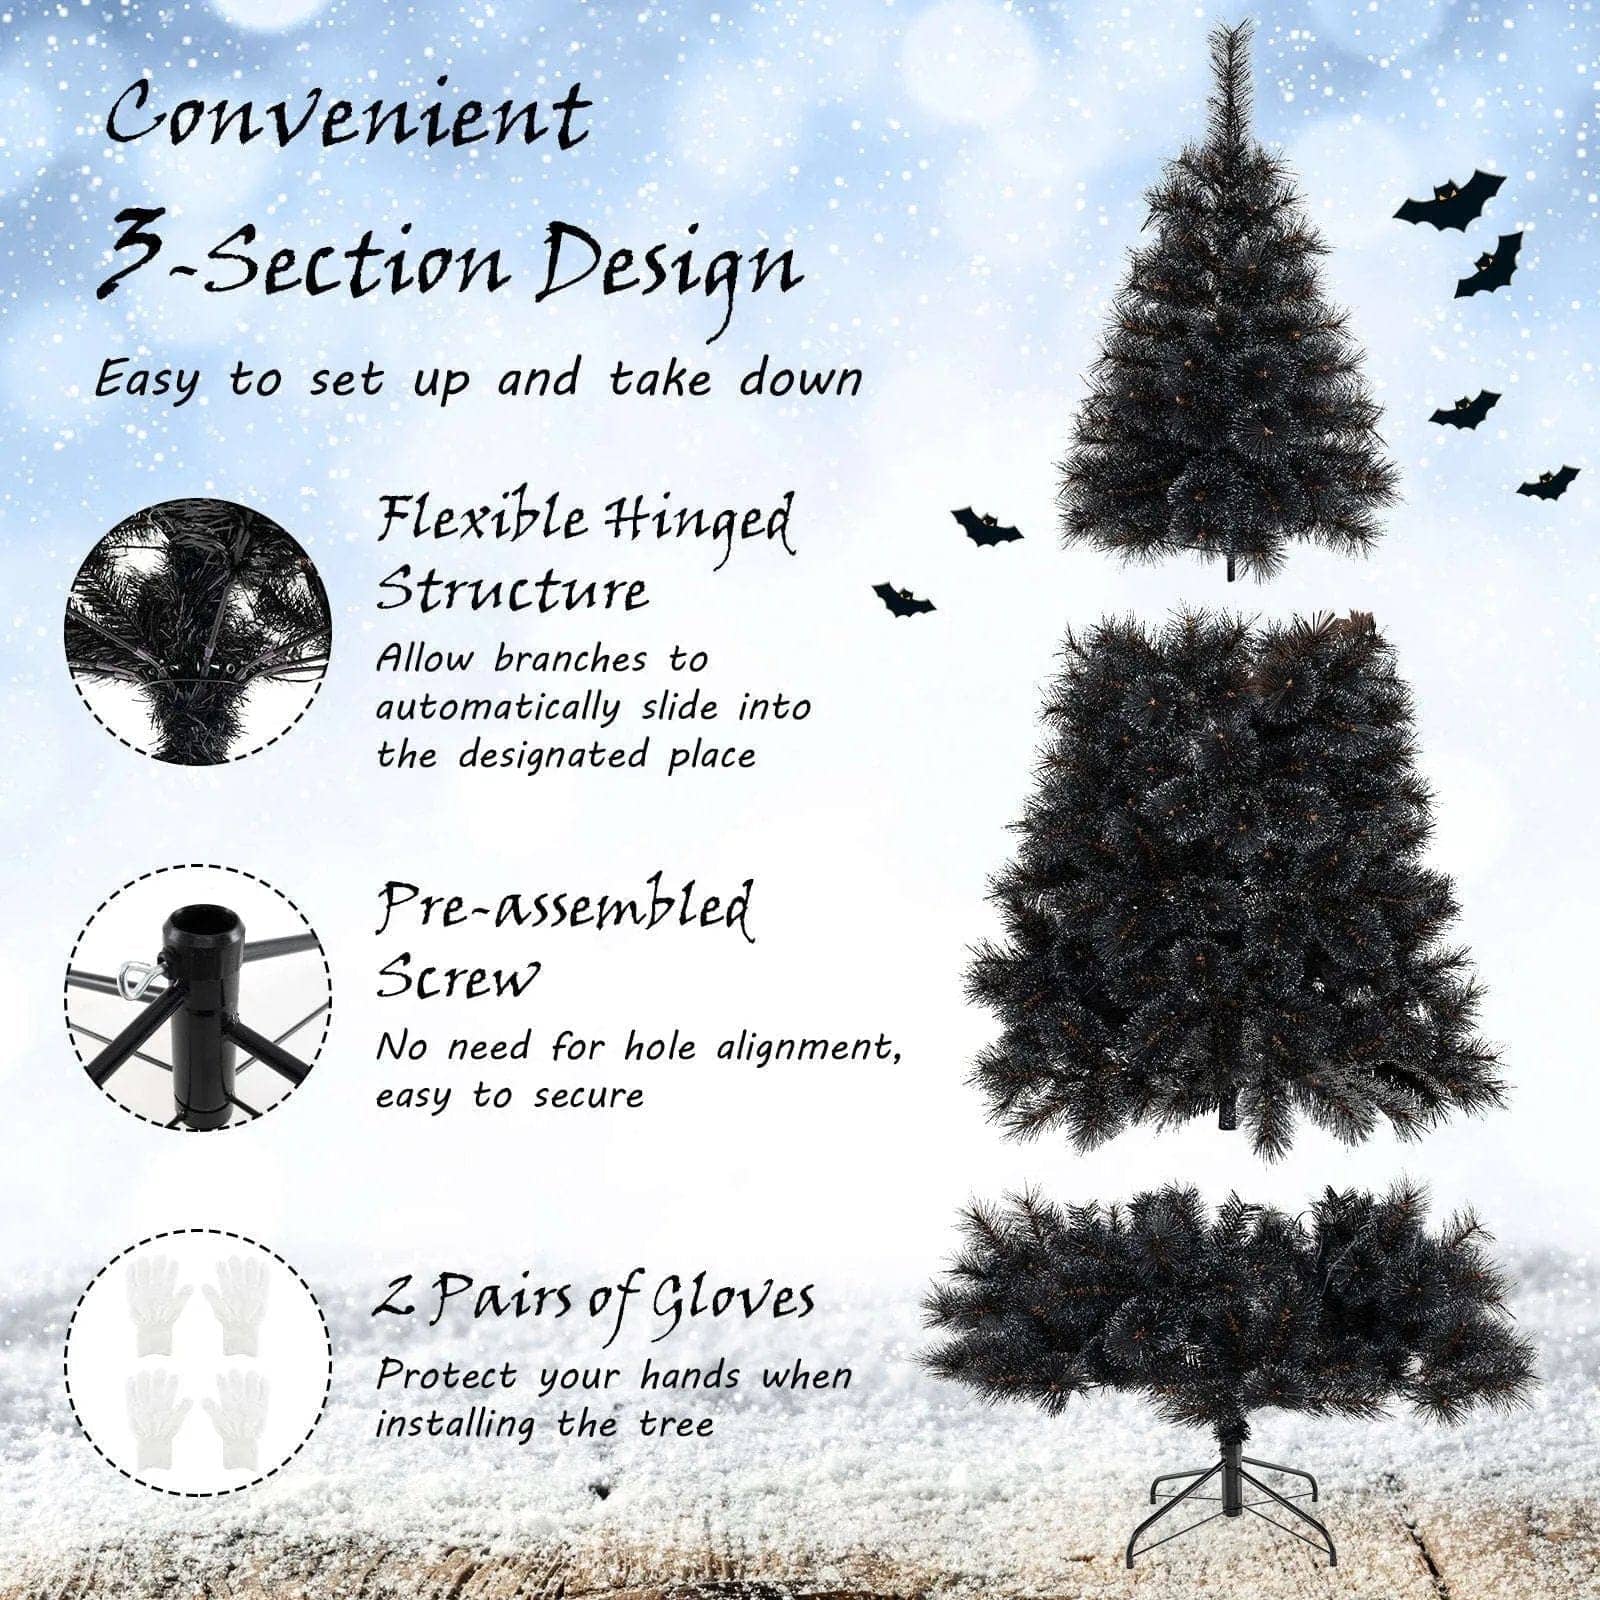 Convenient
3-Section Design
Easy to set up and take down
Flexible Hinged
Structure
Allow branches to
automatically slide into
the designated place
Pre-assembled
Screw
No need for hole alignment,
easy to secure
2 Pairs of Gloves
Protect your hands when
installing the tree